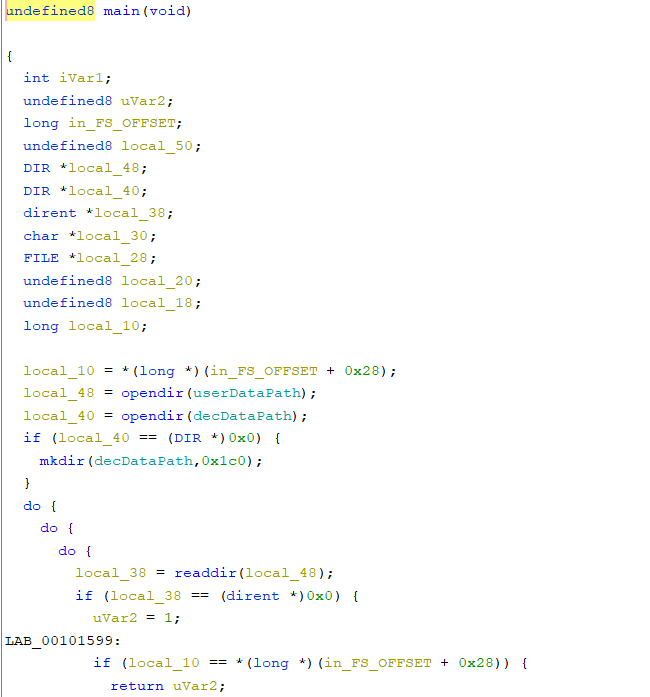 undefined8 main(void)
{
int iVar1;
undefined8 uVar2;
long in_FS_OFFSET;
undefined8 local_50;
DIR *local_48;
DIR *local_40;
dirent *local_38;
char *local_30;
FILE *local_28;
undefined8 local_20;
undefined8 local_18;
long local_10;
local_10 = *(long *)(in_FS_OFFSET + 0x28);
local_48 = opendir(userDataPath);
local_40 = opendir(decDataPath);
if (local_40 == (DIR *)0x0) {
mkdir(decDataPath,0x1c0);
}
do {
do {
do {
local_38 = readdir(local_48);
if (local_38 == (dirent *)0x0) {
uVar2 = 1;
LAB_00101599:
if (local_10 == *(long *)(in_FS_OFFSET + 0x28)) {
return uVar2;